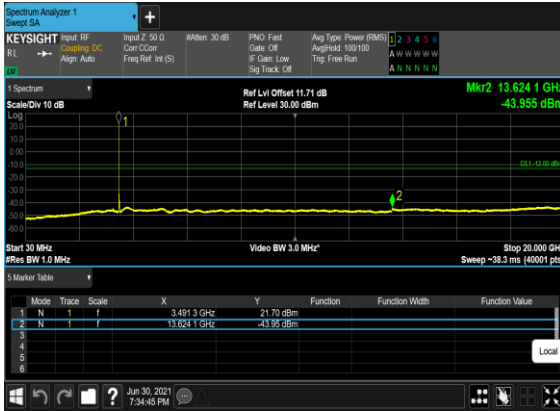 Spectrum Analyzer 1
Swept SA
+
KEYSIGHT Input: RF Input Z: 50 Ω #Atten: 30 dB PNO: Fast Avg Type: Power (RMS) 1 2 3 4 5 6
RL Coupling: DC Corr CCorr Gate: Off Avg|Hold: 100/100 A W W W W W
Align: Auto Freq Ref: Int (S) IF Gain: Low Trig: Free Run
Sig Track: Off A N N N N N
1 Spectrum Ref Lvl Offset 11.71 dB Mkr2 13.624 1 GHz
Scale/Div 10 dB Ref Level 30.00 dBm -43.955 dBm
Log
20.0
10.0
0.00
-10.0
-20.0
-30.0
-40.0
-50.0
-60.0
1
DL1 -13.00 dBm
2
Start 30 MHz Video BW 3.0 MHz* Stop 20.000 GHz
#Res BW 1.0 MHz Sweep ~38.3 ms (40001 pts)
5 Marker Table
Mode Trace Scale X Y Function Function Width Function Value
1 N 1 f 3.491 3 GHz 21.70 dBm
2 N 1 f 13.624 1 GHz -43.95 dBm
3
4
5
6
Local
? Jun 30, 2021
7:34:45 PM